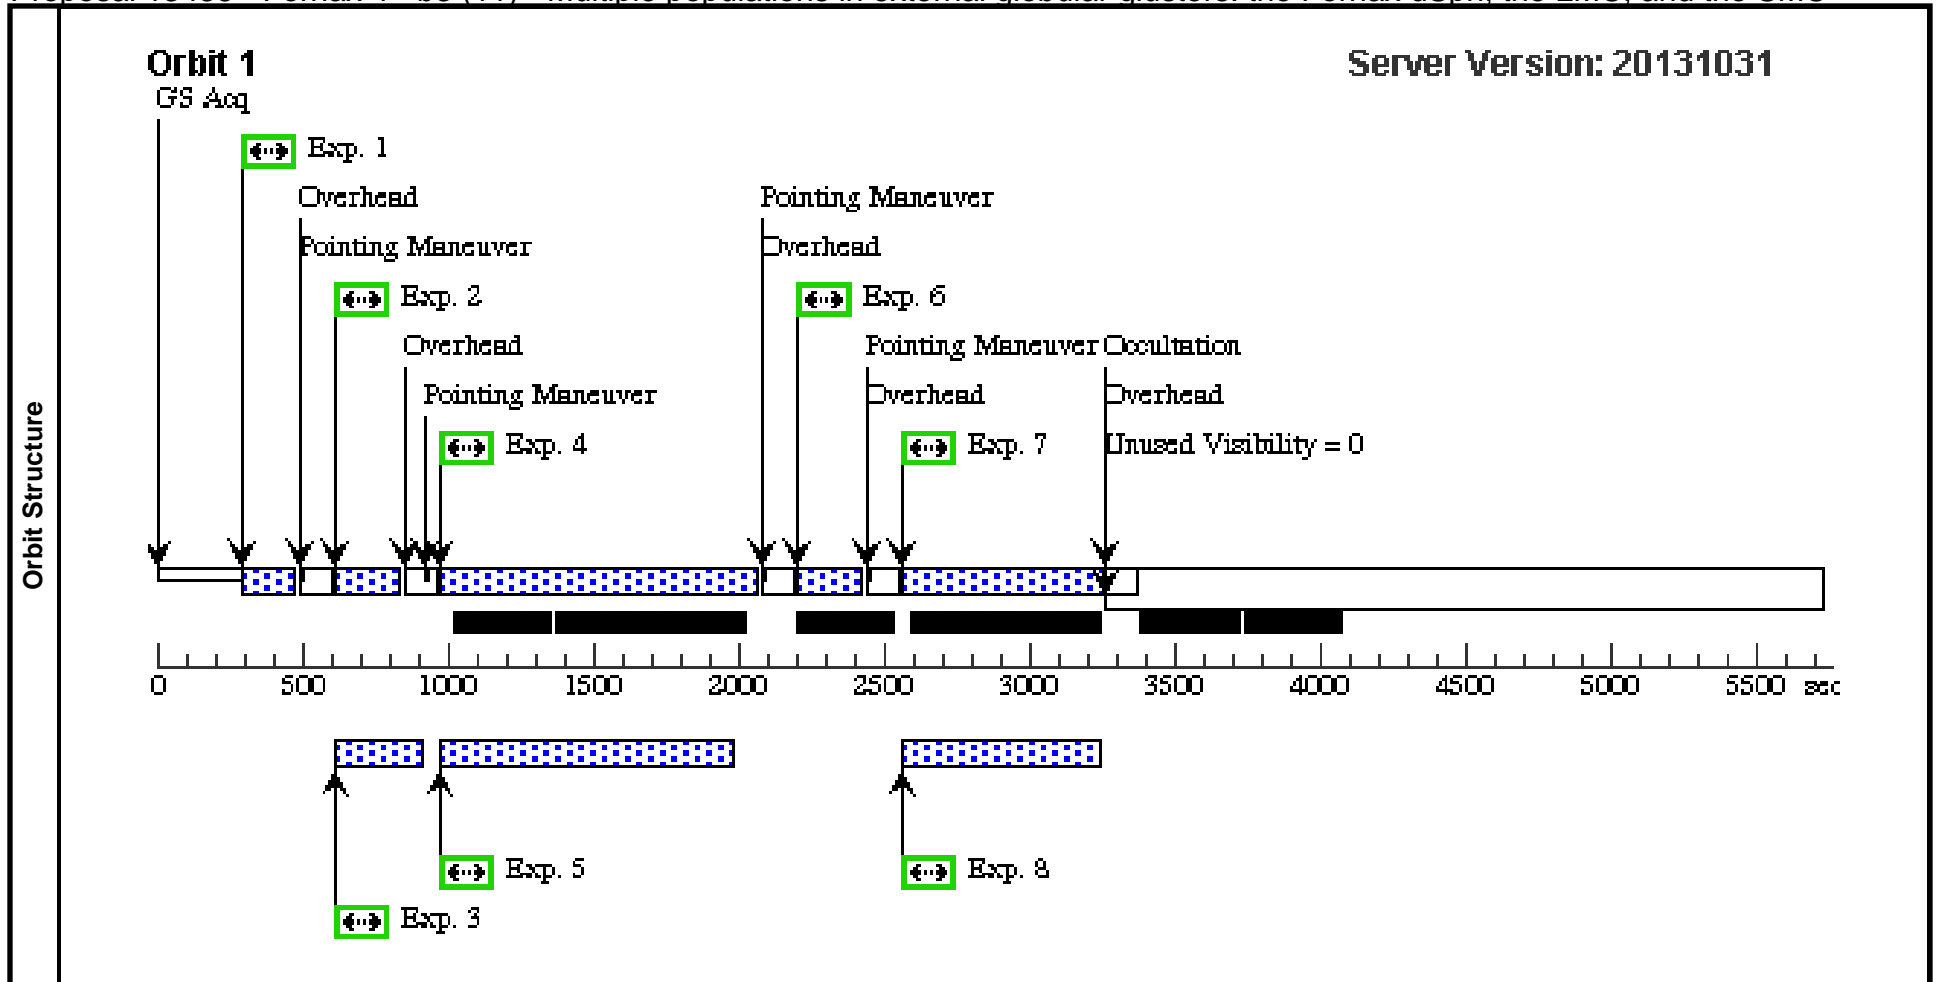 Orbit 1
Server Version: 20131031
GS Acq
Exp. 1
Overhead
Pointing Maneuver
Pointing Maneuver
Overhead
Exp. 2
Exp. 6
Overhead
Pointing Maneuver
Occultation
Pointing Maneuver
Overhead
Overhead
Exp. 4
Exp. 7
Unused Visibility = 0
Orbit Structure
0 500 1000 1500 2000 2500 3000 3500 4000 4500 5000 5500 sec
Exp. 5
Exp. 8
Exp. 3